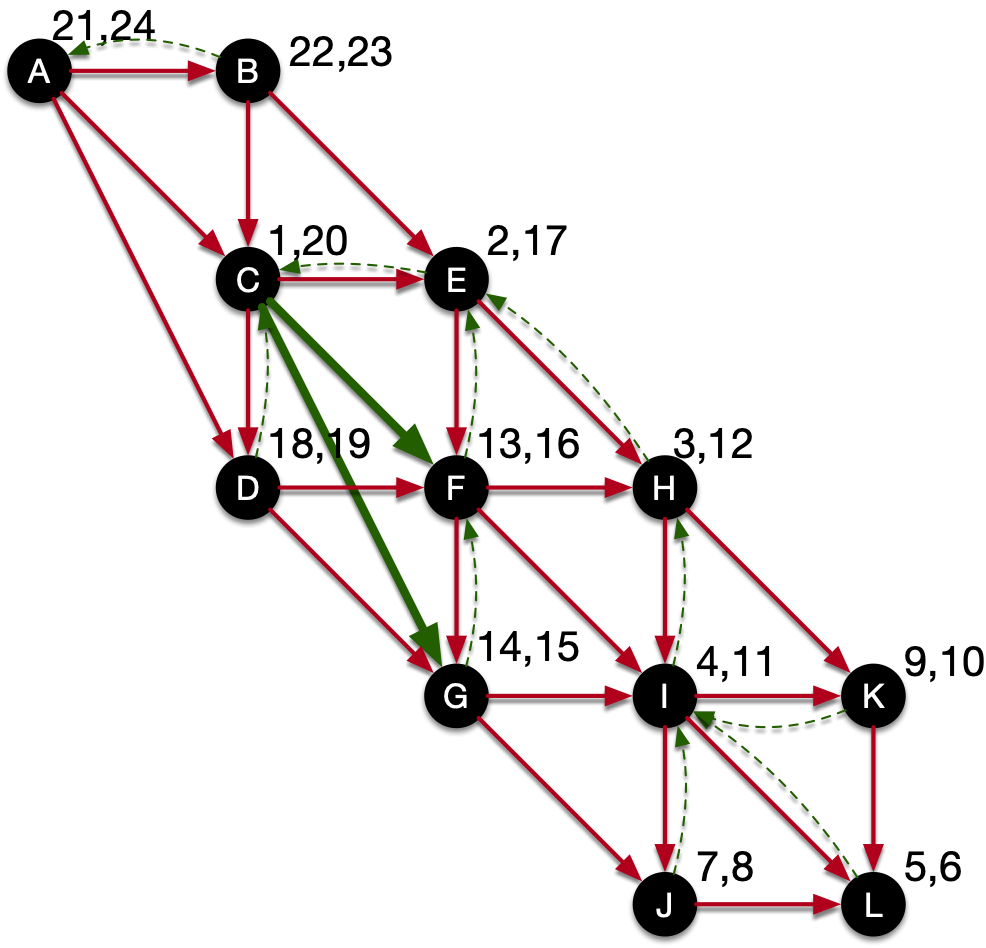 21,24
A
B
22,23
1,20
2,17
C
E
18,19
13,16
3,12
D
F
H
14,15
4,11
9,10
G
I
K
7,8
5,6
J
L